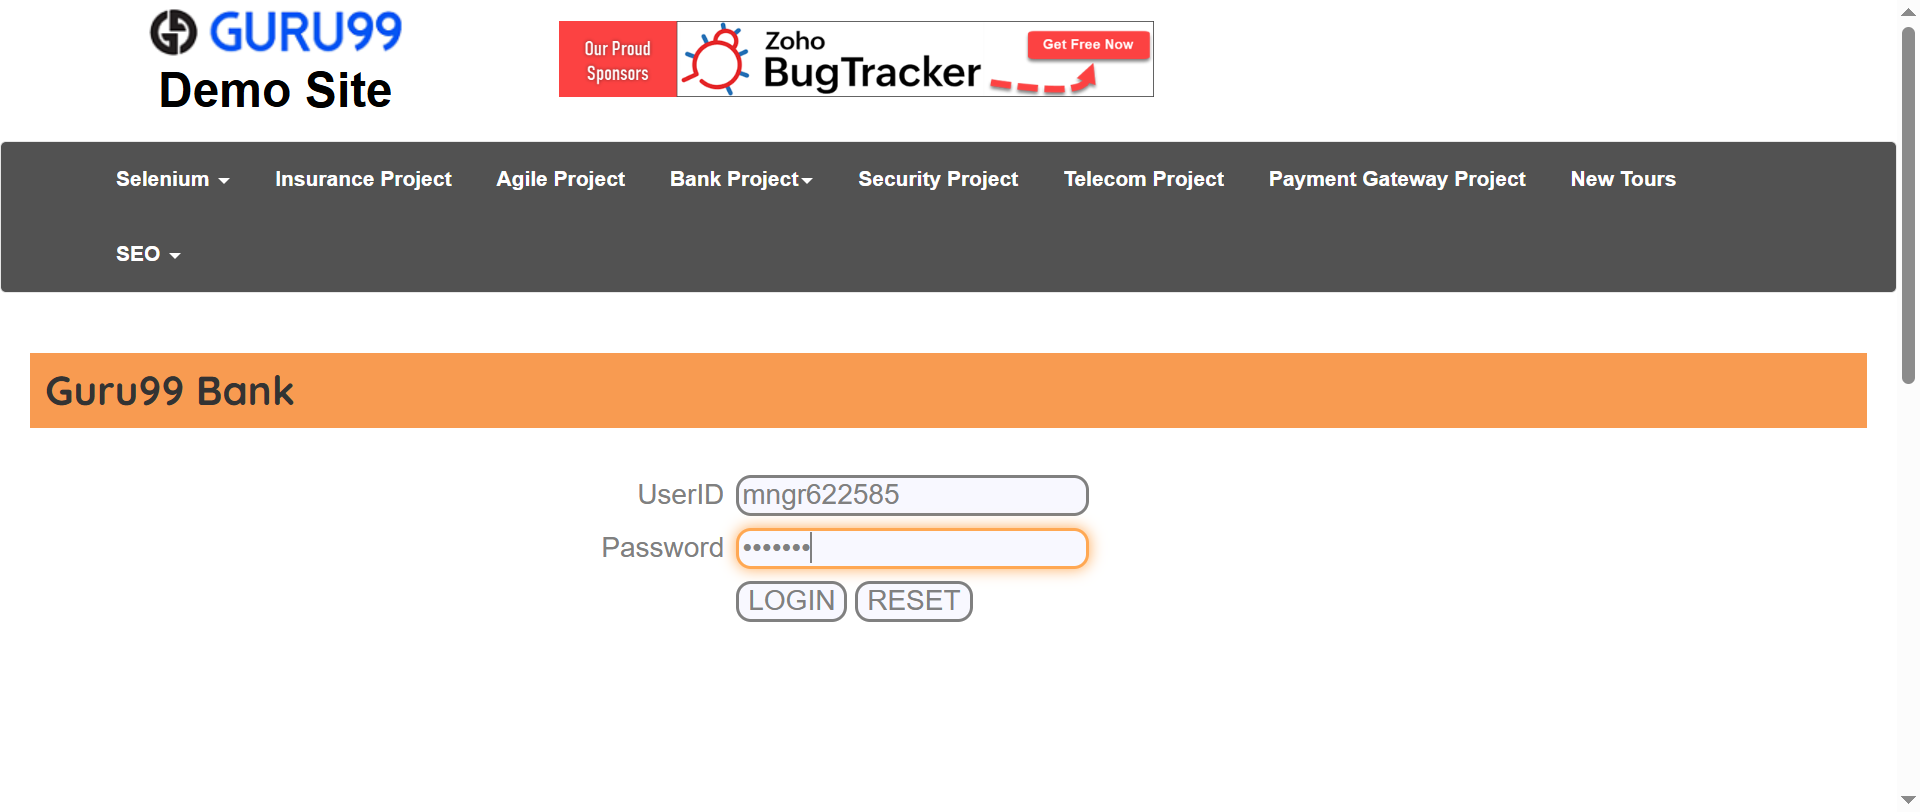 GURU99
Demo Site
Our Proud
Sponsors
Zoho
BugTracker
Get Free Now
Selenium Insurance Project Agile Project Bank Project Security Project Telecom Project Payment Gateway Project New Tours
SEO
Guru99 Bank
UserID mngr622585
Password •••••••
LOGIN RESET